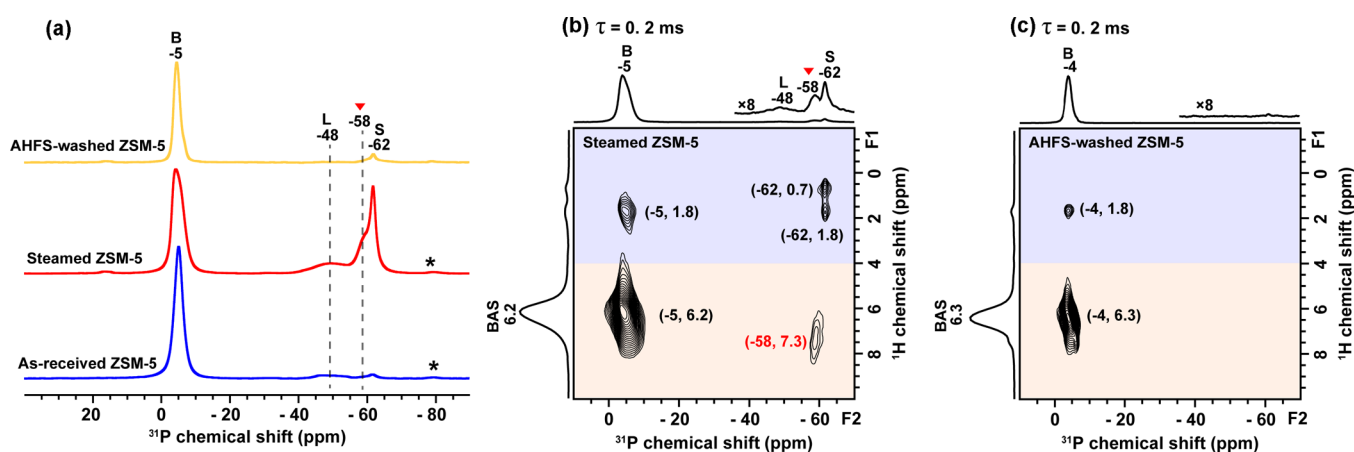 (a)
B
-5
L
-48
-58
S
-62
AHFS-washed ZSM-5
Steamed ZSM-5
*
As-received ZSM-5
*
20 0 - 20 - 40 - 60 - 80
³¹P chemical shift (ppm)
(b) τ = 0. 2 ms
B
-5
×8
L
-48
-58
S
-62
Steamed ZSM-5
(-62, 0.7)
(-5, 1.8)
(-62, 1.8)
(-5, 6.2)
(-58, 7.3)
BAS
6.2
F1
0
2
4
6
8
¹H chemical shift (ppm)
0 - 20 - 40 - 60 F2
³¹P chemical shift (ppm)
(c) τ = 0. 2 ms
B
-4
×8
AHFS-washed ZSM-5
(-4, 1.8)
(-4, 6.3)
BAS
6.3
F1
0
2
4
6
8
¹H chemical shift (ppm)
0 - 20 - 40 - 60 F2
³¹P chemical shift (ppm)